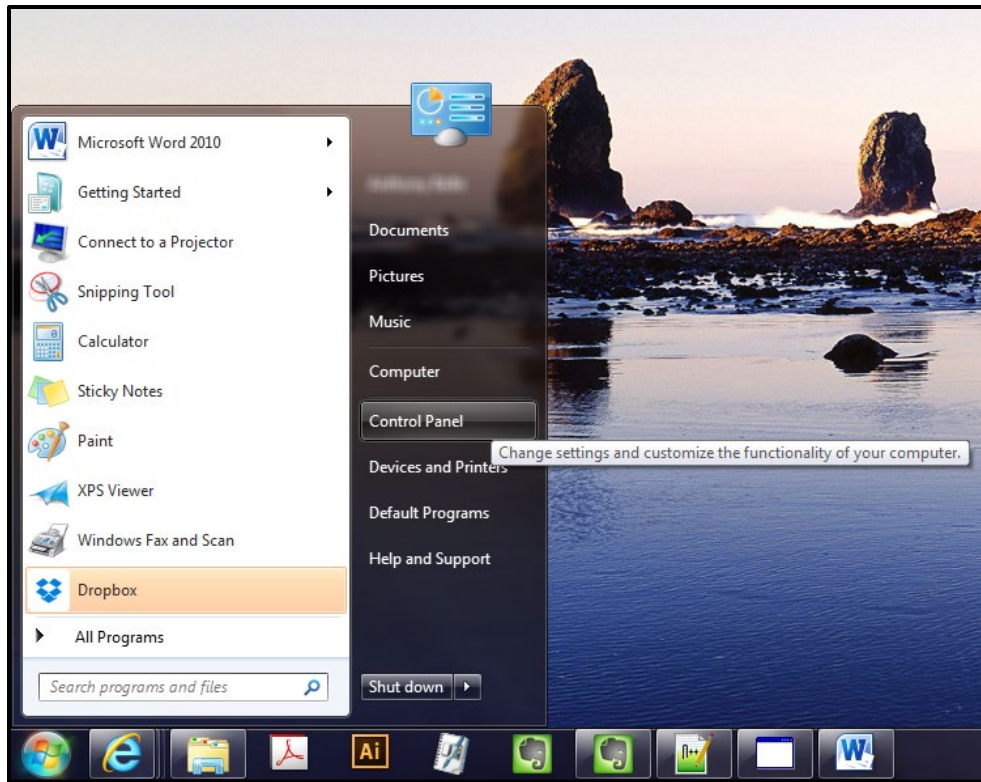 Microsoft Word 2010
Getting Started
Connect to a Projector
Snipping Tool
Calculator
Sticky Notes
Paint
XPS Viewer
Windows Fax and Scan
Dropbox
All Programs
Search programs and files
Documents
Pictures
Music
Computer
Control Panel
Change settings and customize the functionality of your computer.
Devices and Printers
Default Programs
Help and Support
Shut down
Ai
n++
W